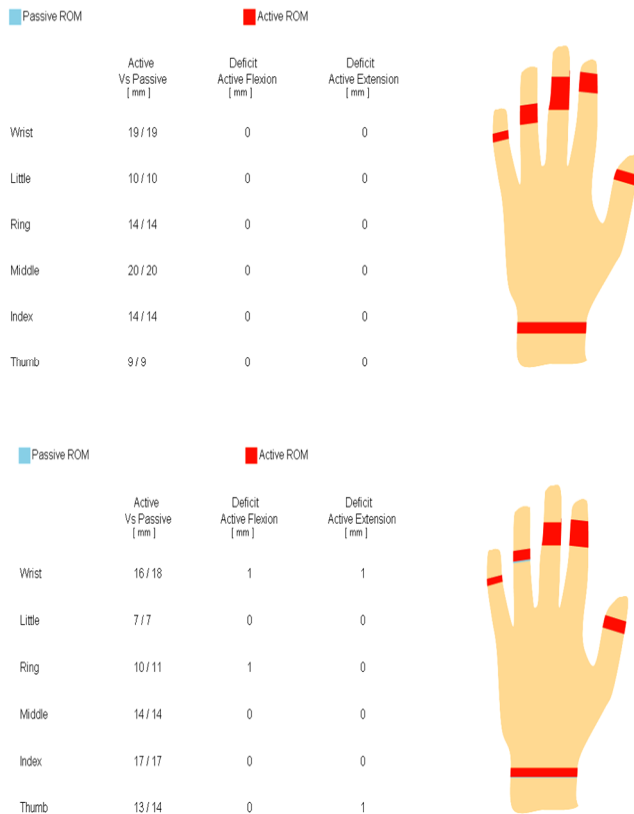 Passive ROM Active ROM
Active Deficit Deficit
Vs Passive Active Flexion Active Extension
[ mm ] [ mm ] [ mm ]
Wrist 19 / 19 0 0
Little 10 / 10 0 0
Ring 14 / 14 0 0
Middle 20 / 20 0 0
Index 14 / 14 0 0
Thumb 9 / 9 0 0
Passive ROM Active ROM
Active Deficit Deficit
Vs Passive Active Flexion Active Extension
[ mm ] [ mm ] [ mm ]
Wrist 16 / 18 1 1
Little 7 / 7 0 0
Ring 10 / 11 1 0
Middle 14 / 14 0 0
Index 17 / 17 0 0
Thumb 13 / 14 0 1